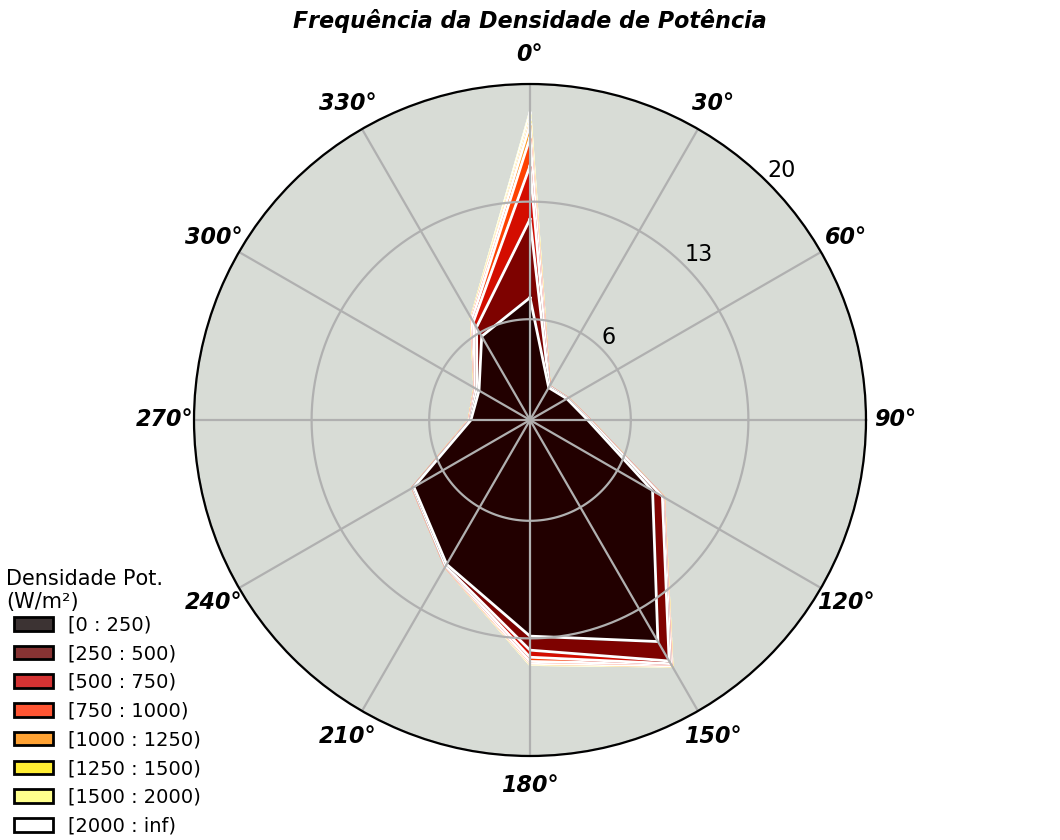 Frequência da Densidade de Potência
0°
30°
60°
90°
120°
150°
180°
210°
240°
270°
300°
330°
6
13
20
Densidade Pot.
(W/m²)
[0 : 250)
[250 : 500)
[500 : 750)
[750 : 1000)
[1000 : 1250)
[1250 : 1500)
[1500 : 2000)
[2000 : inf)